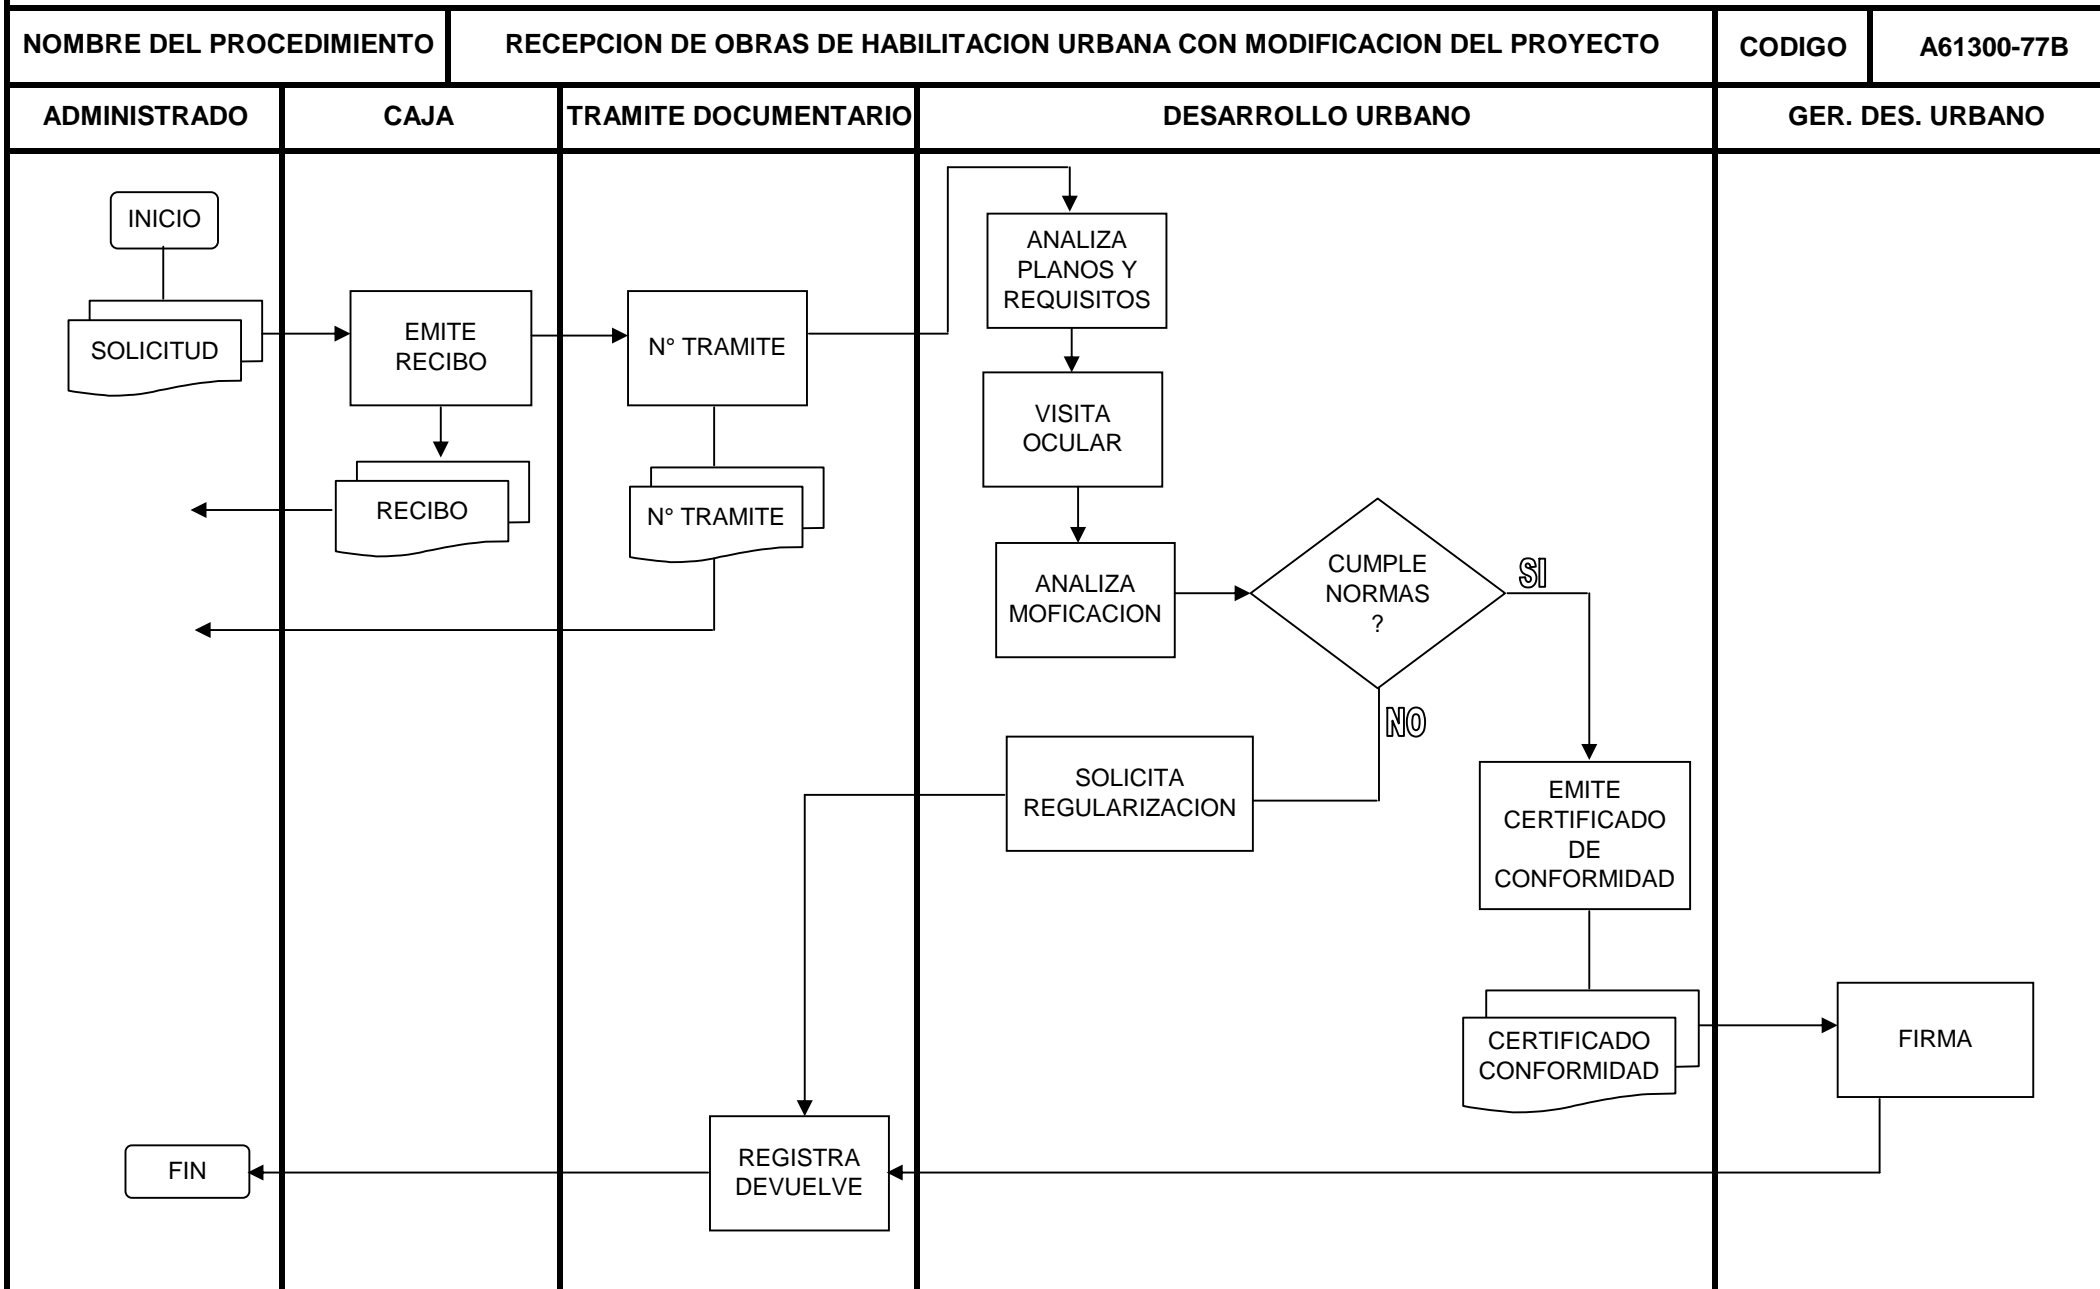 NOMBRE DEL PROCEDIMIENTO
RECEPCION DE OBRAS DE HABILITACION URBANA CON MODIFICACION DEL PROYECTO
CODIGO
A61300-77B
ADMINISTRADO
CAJA
TRAMITE DOCUMENTARIO
DESARROLLO URBANO
GER. DES. URBANO
INICIO
SOLICITUD
EMITE
RECIBO
RECIBO
N° TRAMITE
N° TRAMITE
ANALIZA
PLANOS Y
REQUISITOS
VISITA
OCULAR
ANALIZA
MOFICACION
CUMPLE
NORMAS
?
SI
NO
SOLICITA
REGULARIZACION
EMITE
CERTIFICADO
DE
CONFORMIDAD
CERTIFICADO
CONFORMIDAD
FIRMA
REGISTRA
DEVUELVE
FIN